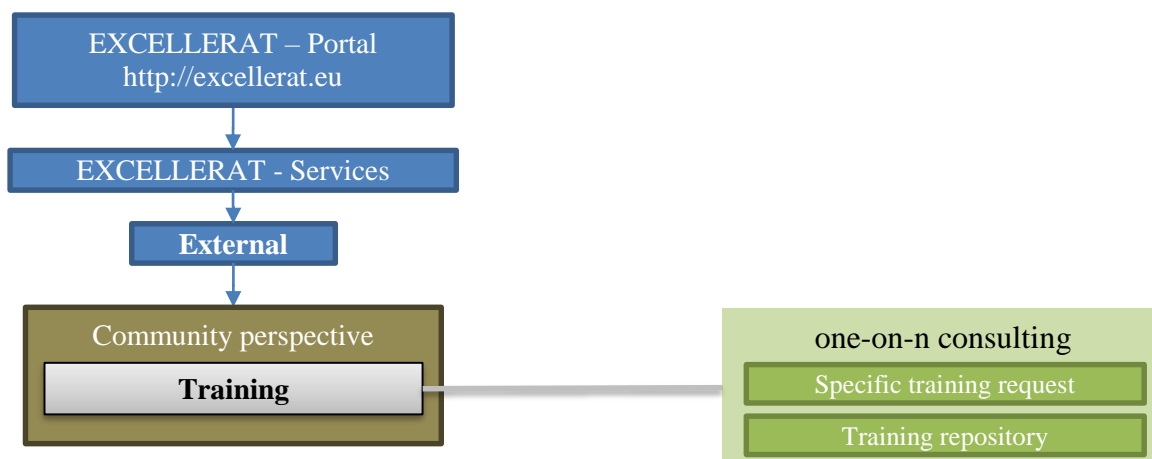 EXCELLERAT – Portal
http://excellerat.eu
EXCELLERAT - Services
External
Community perspective
Training
one-on-n consulting
Specific training request
Training repository